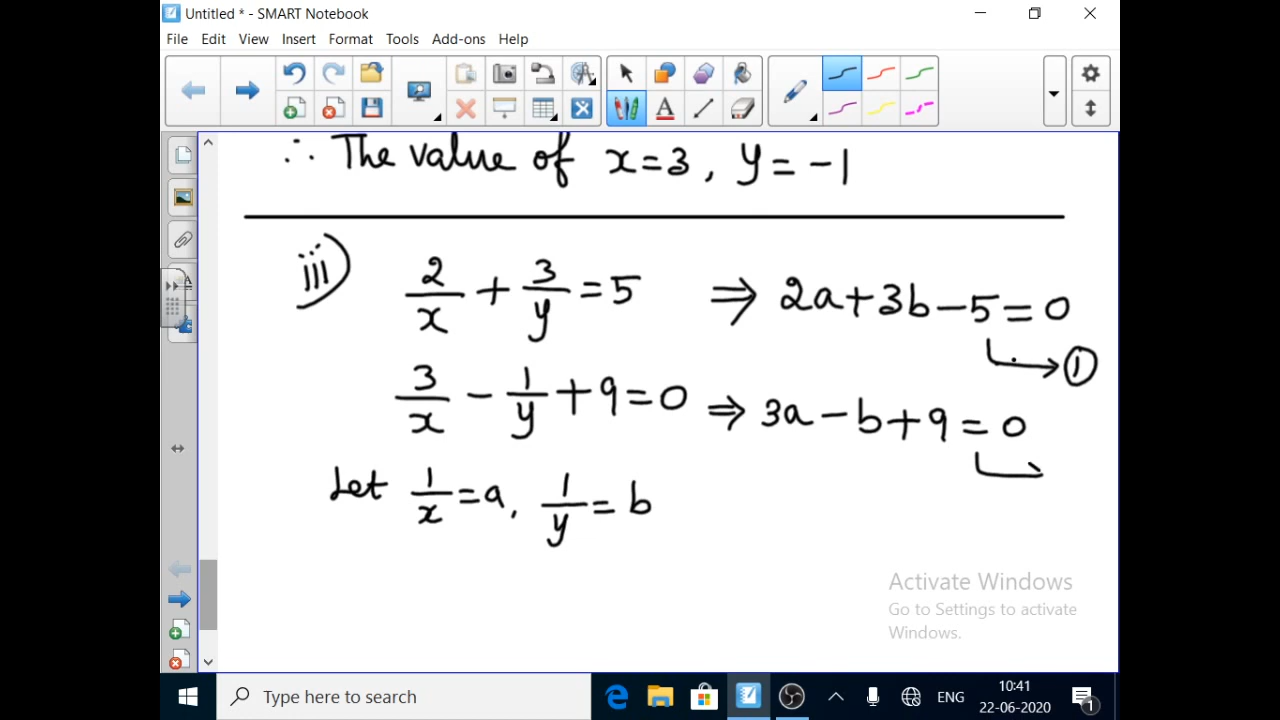 Untitled * - SMART Notebook
File Edit View Insert Format Tools Add-ons Help
∴ The value of x=3, y=-1
iii) 2/x + 3/y = 5 ⇒ 2a+3b-5=0
→ ①
3/x - 1/y + 9 = 0 ⇒ 3a-b+9=0
Let 1/x = a, 1/y = b
Activate Windows
Go to Settings to activate
Windows.
Type here to search
ENG
10:41
22-06-2020
1